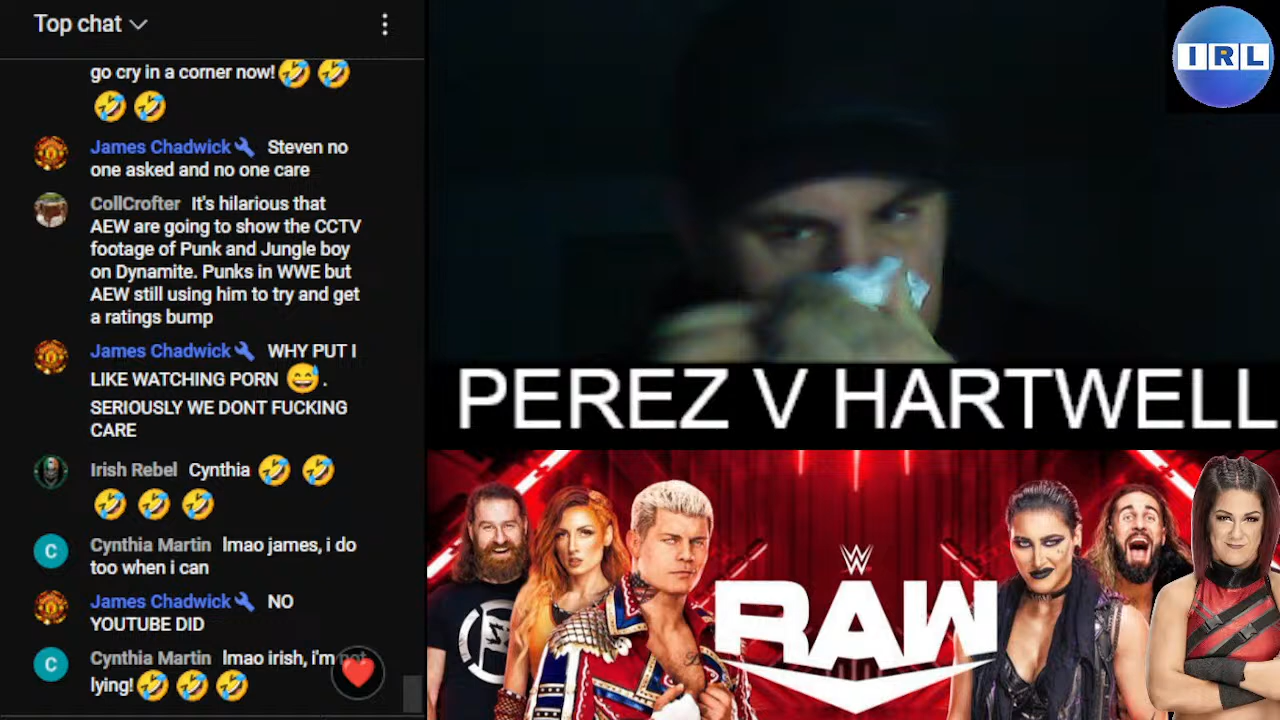 Top chat
go cry in a corner now!
James Chadwick Steven no
one asked and no one care
CollCrofter It's hilarious that
AEW are going to show the CCTV
footage of Punk and Jungle boy
on Dynamite. Punks in WWE but
AEW still using him to try and get
a ratings bump
James Chadwick WHY PUT I
LIKE WATCHING PORN 😅 .
SERIOUSLY WE DONT FUCKING
CARE
Irish Rebel Cynthia
C
Cynthia Martin lmao james, i do
too when i can
James Chadwick NO
YOUTUBE DID
C
Cynthia Martin lmao irish, i'm not
lying!
IRL
PEREZ V HARTWELL
W
RAW